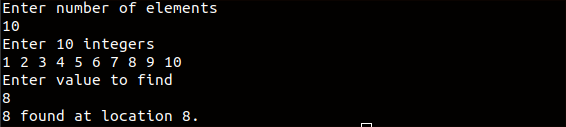 Enter number of elements
10
Enter 10 integers
1 2 3 4 5 6 7 8 9 10
Enter value to find
8
8 found at location 8.